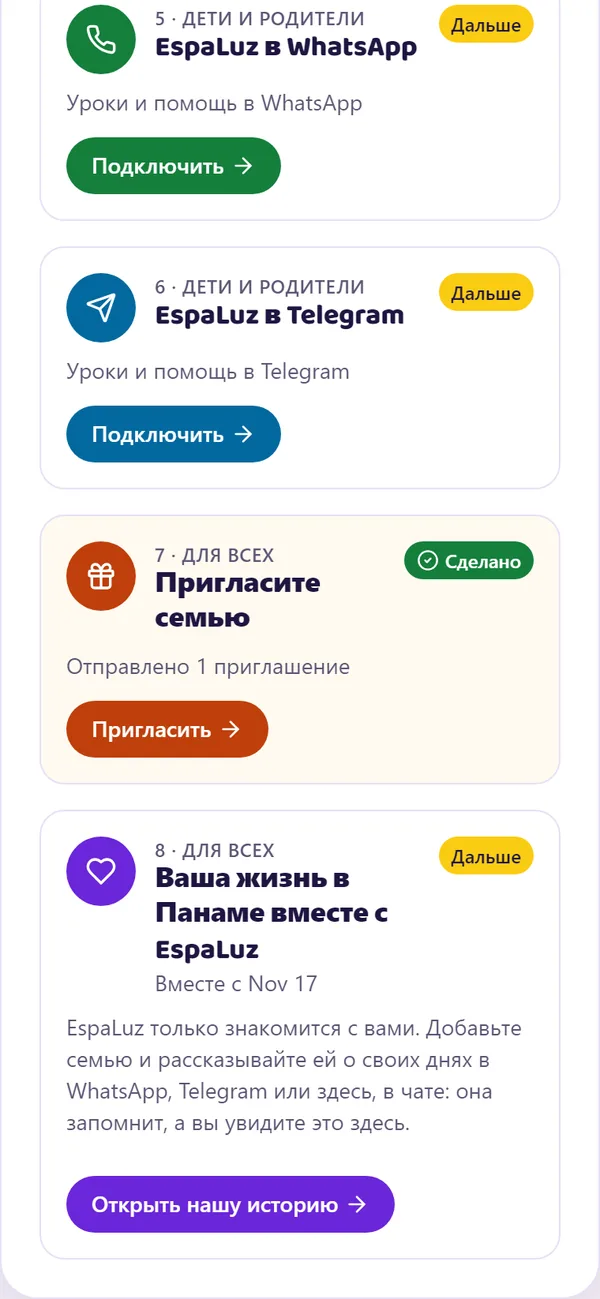 5 · ДЕТИ И РОДИТЕЛИ
EspaLuz в WhatsApp
Дальше
Уроки и помощь в WhatsApp
Подключить →
6 · ДЕТИ И РОДИТЕЛИ
EspaLuz в Telegram
Дальше
Уроки и помощь в Telegram
Подключить →
7 · ДЛЯ ВСЕХ
Пригласите
семью
Сделано
Отправлено 1 приглашение
Пригласить →
8 · ДЛЯ ВСЕХ
Ваша жизнь в
Панаме вместе с
EspaLuz
Дальше
Вместе с Nov 17
EspaLuz только знакомится с вами. Добавьте
семью и рассказывайте ей о своих днях в
WhatsApp, Telegram или здесь, в чате: она
запомнит, а вы увидите это здесь.
Открыть нашу историю →